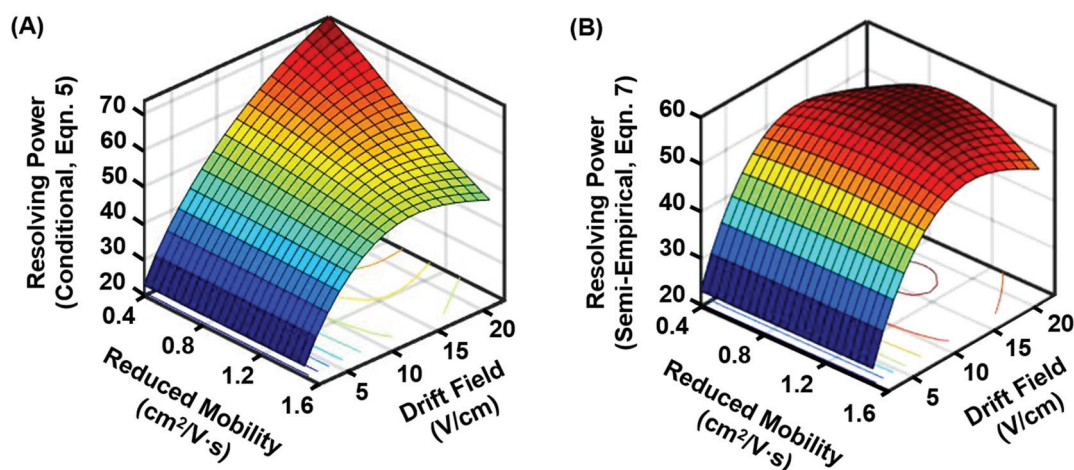 (A)
Resolving Power
(Conditional, Eqn. 5)
70
60
50
40
30
20
0.4
0.8
1.2
1.6
Reduced Mobility
(cm²/V·s)
5
10
15
20
Drift Field
(V/cm)
(B)
Resolving Power
(Semi-Empirical, Eqn. 7)
60
50
40
30
20
0.4
0.8
1.2
1.6
Reduced Mobility
(cm²/V·s)
5
10
15
20
Drift Field
(V/cm)